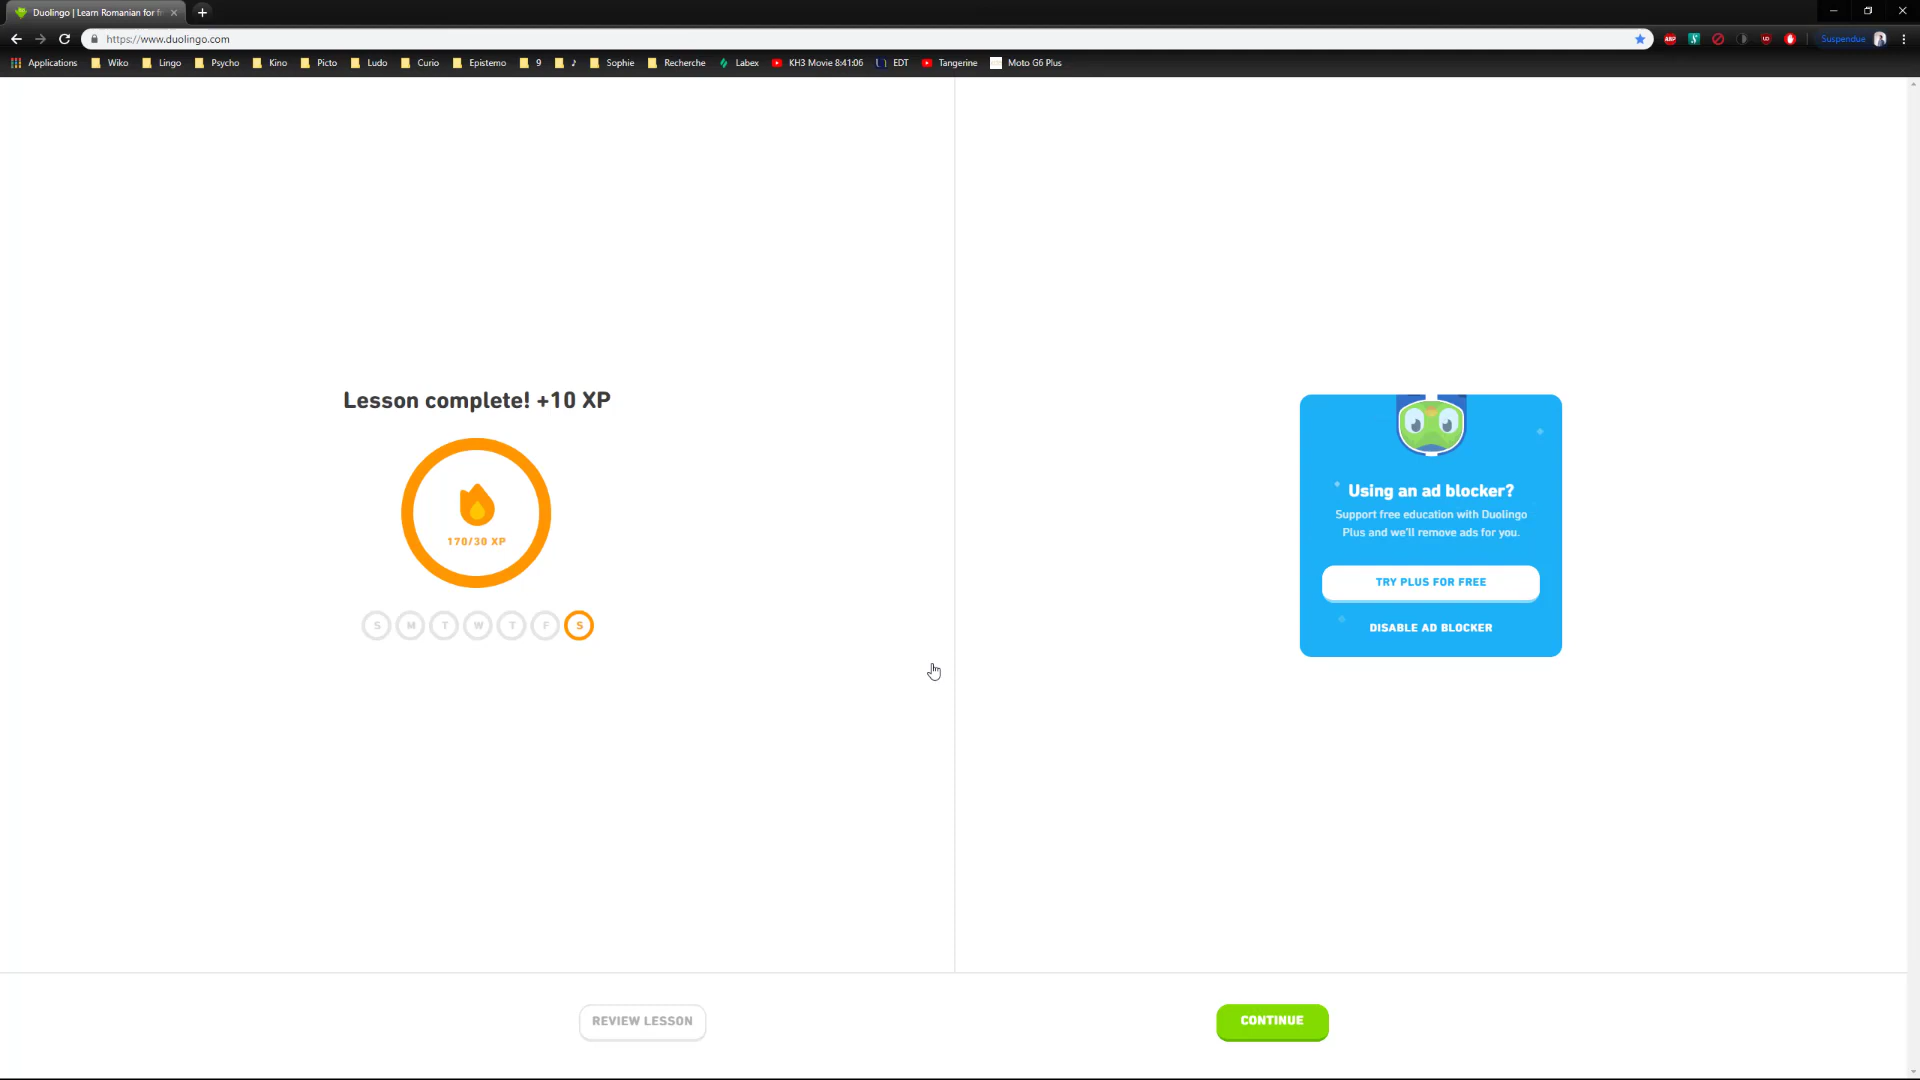 Duolingo | Learn Romanian for f
https://www.duolingo.com
Suspendue
Applications Wiko Lingo Psycho Kino Picto Ludo Curio Epistemo 9 ♪ Sophie Recherche Labex KH3 Movie 8:41:06 EDT Tangerine Moto G6 Plus
Lesson complete! +10 XP
170/30 XP
S M T W T F S
Using an ad blocker?
Support free education with Duolingo
Plus and we'll remove ads for you.
TRY PLUS FOR FREE
DISABLE AD BLOCKER
REVIEW LESSON
CONTINUE